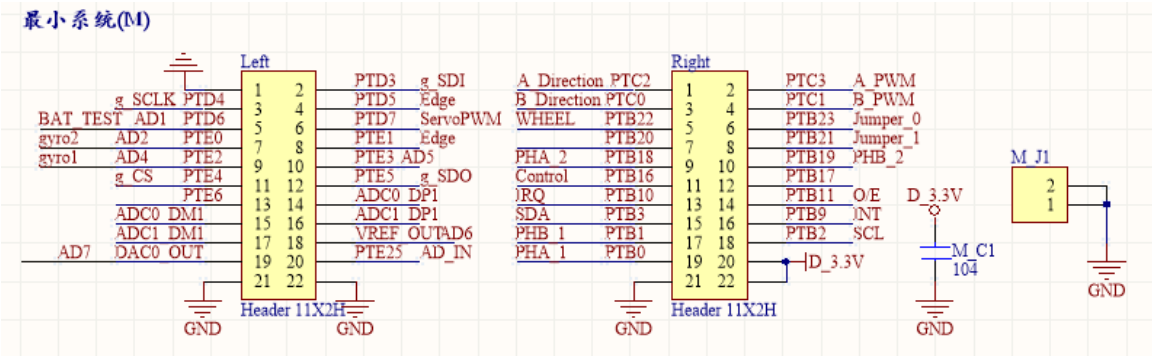 最小系统(M)
Left
Right
1 2
PTD3 g_SDI
A_Direction PTC2
1 2
PTC3 A_PWM
g_SCLK PTD4
3 4
PTD5 Edge
B_Direction PTC0
3 4
PTC1 B_PWM
BAT_TEST AD1 PTD6
5 6
PTD7 ServoPWM
WHEEL PTB22
5 6
PTB23 Jumper_0
gyro2 AD2 PTE0
7 8
PTE1 Edge
PTB20
7 8
PTB21 Jumper_1
gyro1 AD4 PTE2
9 10
PTE3 AD5
PHA_2 PTB18
9 10
PTB19 PHB_2
M_J1
g_CS PTE4
11 12
PTE5 g_SDO
Control PTB16
11 12
PTB17
2
PTE6
13 14
ADC0_DP1
IRQ PTB10
13 14
PTB11 O/E
D_3.3V
1
ADC0_DM1
15 16
ADC1_DP1
SDA PTB3
15 16
PTB9 INT
ADC1_DM1
17 18
VREF_OUT AD6
PHB_1 PTB1
17 18
PTB2 SCL
AD7 DAC0_OUT
19 20
PTE25 AD_IN
PHA_1 PTB0
19 20
D_3.3V
M_C1
104
21 22
21 22
GND
Header 11X2H
Header 11X2H
GND
GND
GND
GND